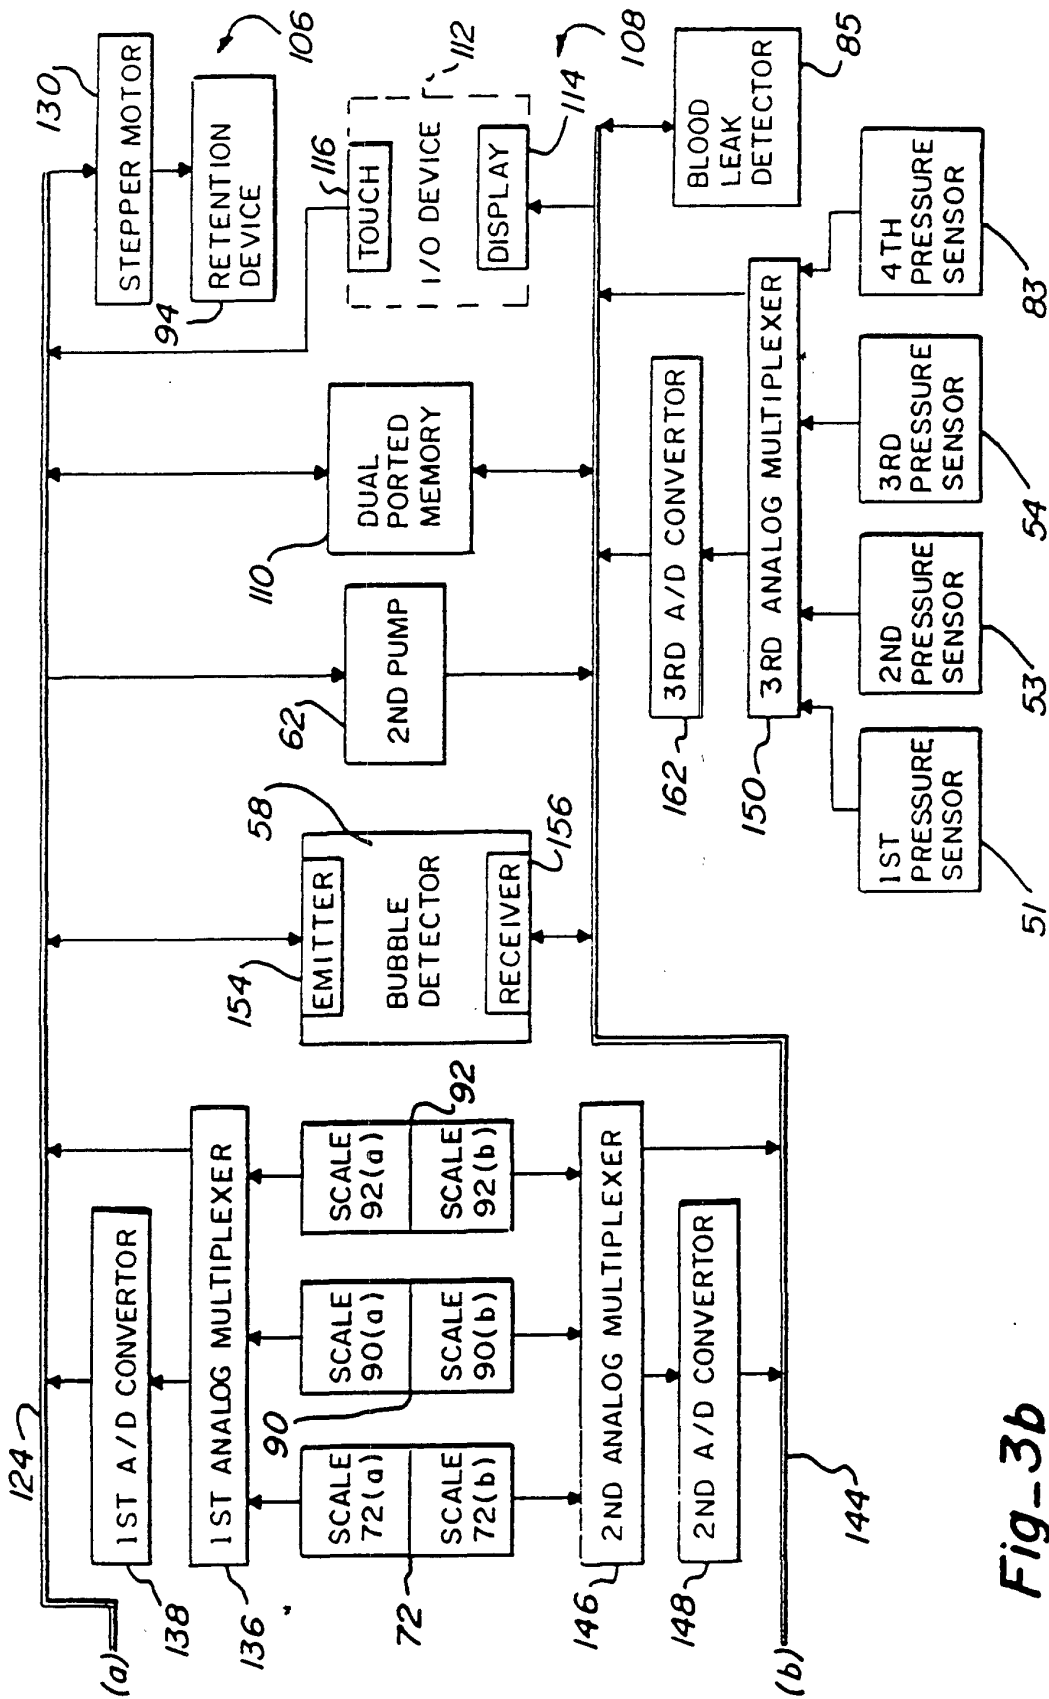 124
(a)
138
1ST A/D CONVERTOR
136
1ST ANALOG MULTIPLEXER
SCALE
72(a)
SCALE
72(b)
72
SCALE
90(a)
SCALE
90(b)
90
SCALE
92(a)
SCALE
92(b)
92
146
2ND ANALOG MULTIPLEXER
148
2ND A/D CONVERTOR
(b)
144
154
EMITTER
BUBBLE
DETECTOR
RECEIVER
58
156
62
2ND PUMP
110
DUAL
PORTED
MEMORY
130
STEPPER MOTOR
RETENTION
DEVICE
94
106
116
TOUCH
I/O DEVICE
DISPLAY
112
114
108
BLOOD
LEAK
DETECTOR
85
162
3RD A/D CONVERTOR
150
3RD ANALOG MULTIPLEXER
1ST
PRESSURE
SENSOR
51
2ND
PRESSURE
SENSOR
53
3RD
PRESSURE
SENSOR
54
4TH
PRESSURE
SENSOR
83
Fig_3b